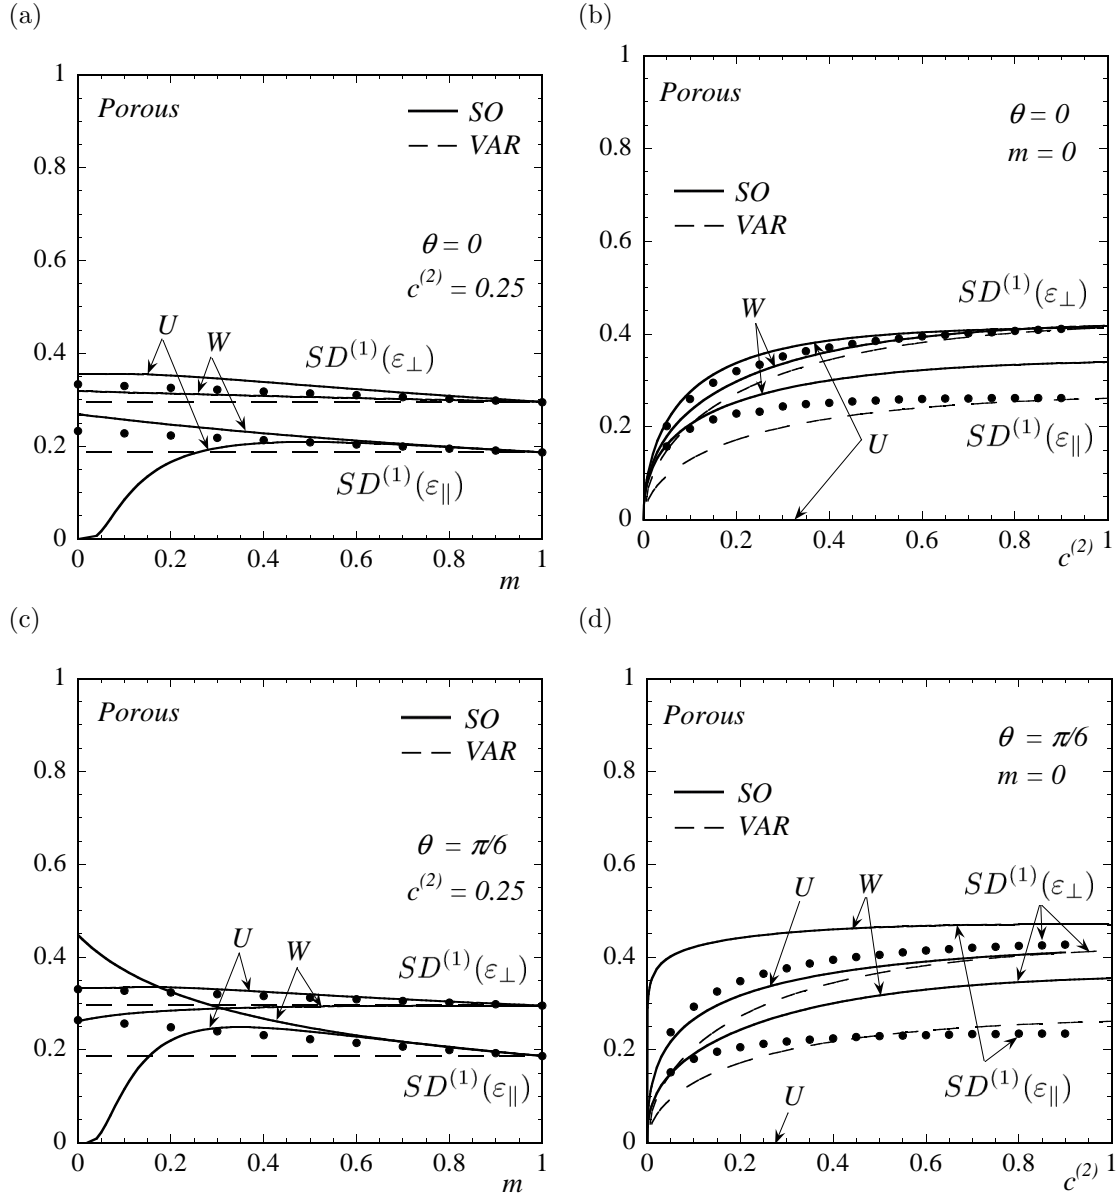 (a)
1
Porous
SO
VAR
0.8
0.6
θ = 0
c^(2) = 0.25
0.4
U
W
SD^(1)(ε⊥)
0.2
SD^(1)(ε∥)
0
0 0.2 0.4 0.6 0.8 1
m
(b)
1
Porous
θ = 0
m = 0
0.8
SO
VAR
0.6
SD^(1)(ε⊥)
W
0.4
U
SD^(1)(ε∥)
0.2
0
0 0.2 0.4 0.6 0.8 1
c^(2)
(c)
1
Porous
SO
VAR
0.8
0.6
θ = π/6
c^(2) = 0.25
U
W
0.4
SD^(1)(ε⊥)
0.2
SD^(1)(ε∥)
0
0 0.2 0.4 0.6 0.8 1
m
(d)
1
Porous
θ = π/6
m = 0
0.8
SO
VAR
0.6
U
W
SD^(1)(ε⊥)
0.4
0.2
SD^(1)(ε∥)
U
0
0 0.2 0.4 0.6 0.8 1
c^(2)